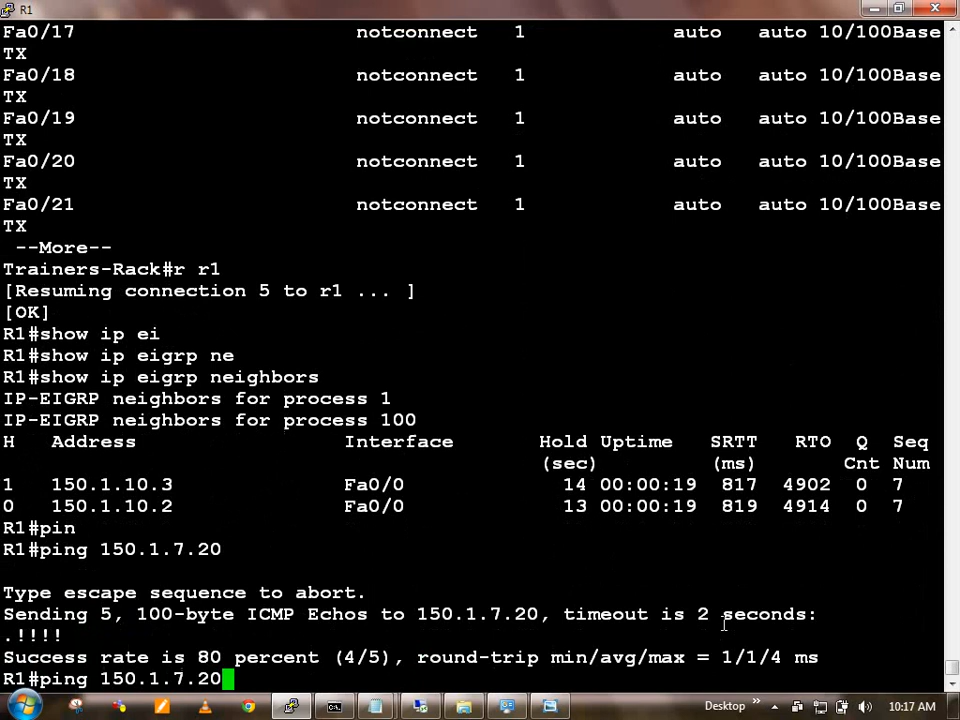 R1
Fa0/17 notconnect 1 auto auto 10/100Base
TX
Fa0/18 notconnect 1 auto auto 10/100Base
TX
Fa0/19 notconnect 1 auto auto 10/100Base
TX
Fa0/20 notconnect 1 auto auto 10/100Base
TX
Fa0/21 notconnect 1 auto auto 10/100Base
TX
--More--
Trainers-Rack#r r1
[Resuming connection 5 to r1 ... ]
[OK]
R1#show ip ei
R1#show ip eigrp ne
R1#show ip eigrp neighbors
IP-EIGRP neighbors for process 1
IP-EIGRP neighbors for process 100
H Address Interface Hold Uptime SRTT RTO Q Seq
(sec) (ms) Cnt Num
1 150.1.10.3 Fa0/0 14 00:00:19 817 4902 0 7
0 150.1.10.2 Fa0/0 13 00:00:19 819 4914 0 7
R1#pin
R1#ping 150.1.7.20
Type escape sequence to abort.
Sending 5, 100-byte ICMP Echos to 150.1.7.20, timeout is 2 seconds:
.!!!!
Success rate is 80 percent (4/5), round-trip min/avg/max = 1/1/4 ms
R1#ping 150.1.7.20
Desktop » 10:17 AM